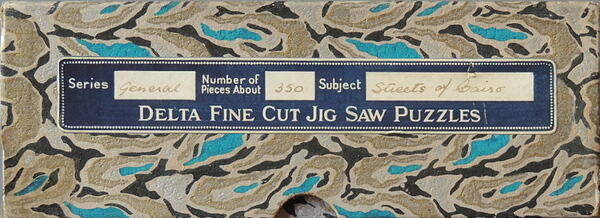 Series General Number of Pieces About 350 Subject Streets of Cairo
DELTA FINE CUT JIG SAW PUZZLES